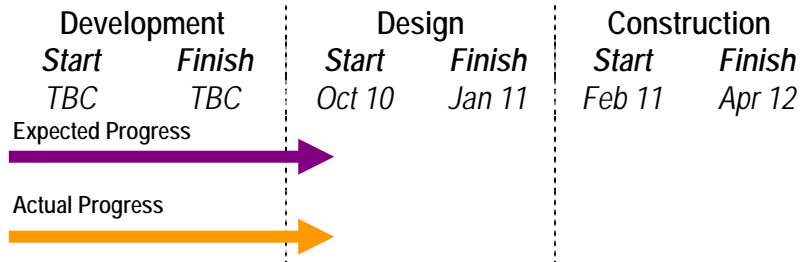 Development Design Construction
Start Finish Start Finish Start Finish
TBC TBC Oct 10 Jan 11 Feb 11 Apr 12
Expected Progress
Actual Progress